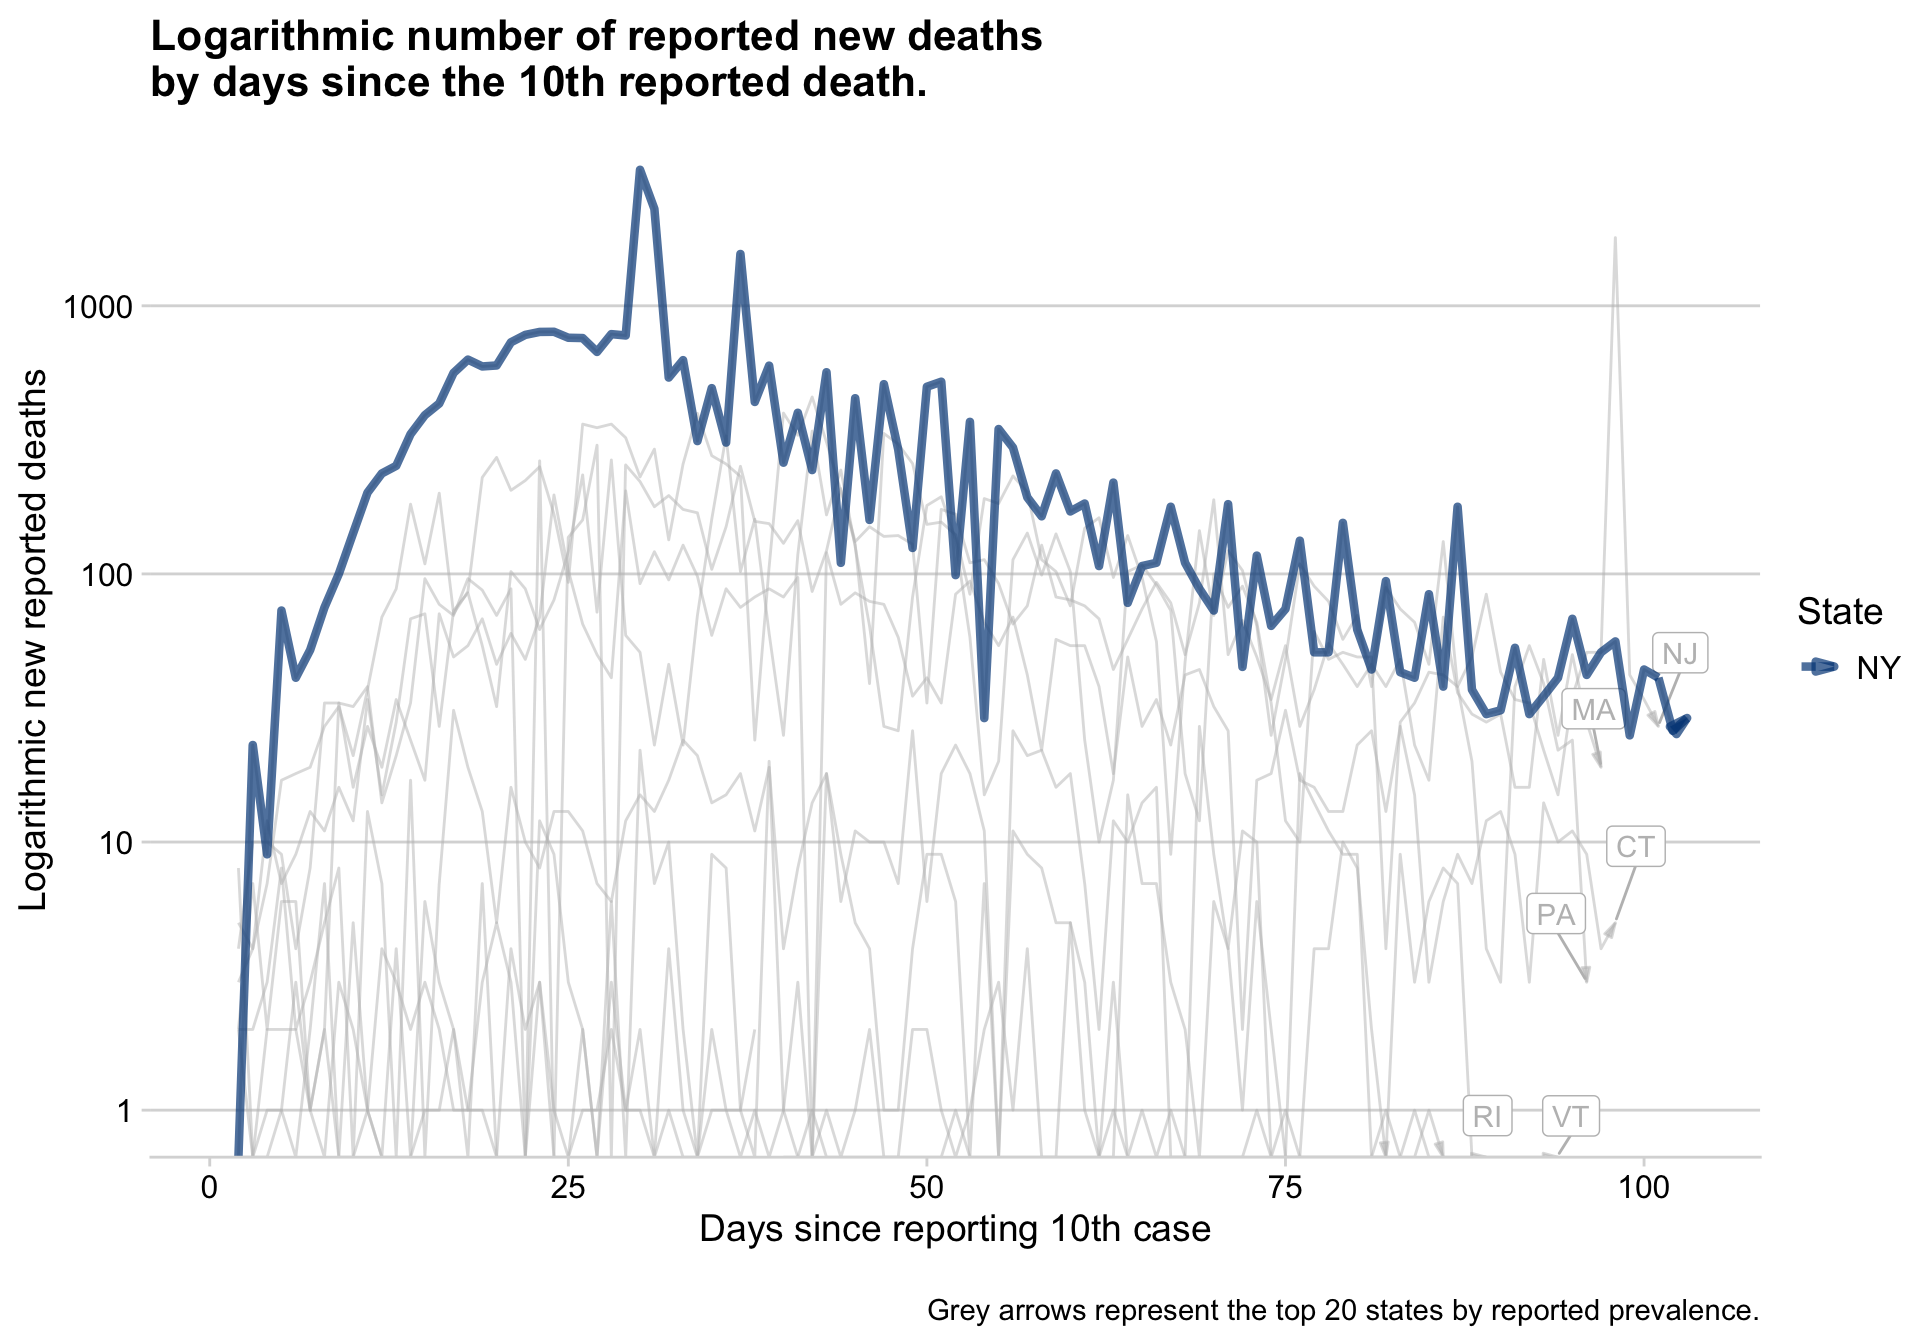 Logarithmic number of reported new deaths
by days since the 10th reported death.
Logarithmic new reported deaths
1000
100
10
1
NJ
MA
CT
PA
RI
VT
State
NY
0
25
50
75
100
Days since reporting 10th case
Grey arrows represent the top 20 states by reported prevalence.